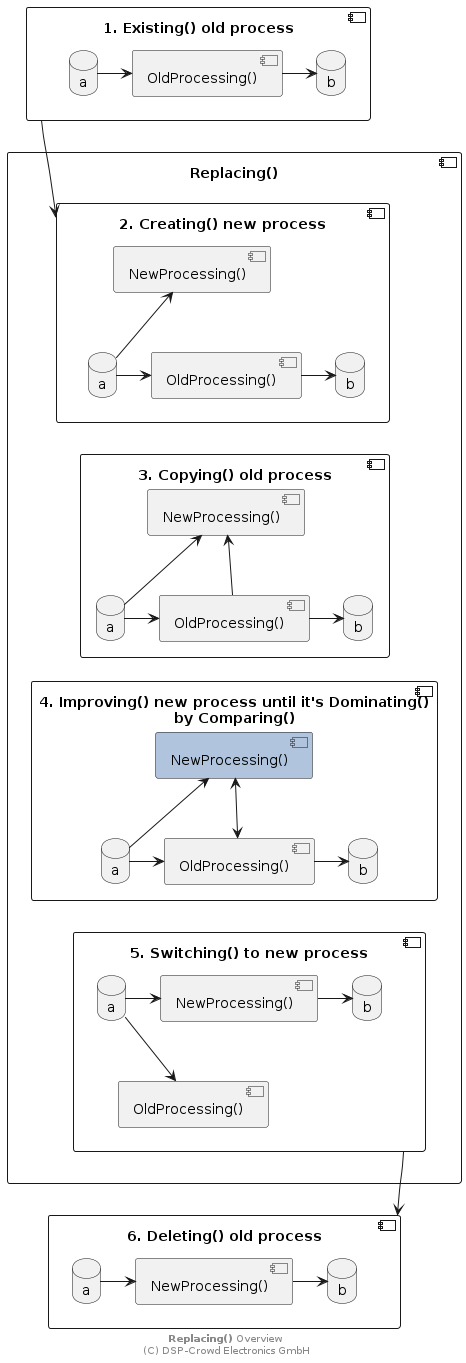 1. Existing() old process
a
OldProcessing()
b
Replacing()
2. Creating() new process
NewProcessing()
a
OldProcessing()
b
3. Copying() old process
NewProcessing()
a
OldProcessing()
b
4. Improving() new process until it's Dominating()
by Comparing()
NewProcessing()
a
OldProcessing()
b
5. Switching() to new process
a
NewProcessing()
b
OldProcessing()
6. Deleting() old process
a
NewProcessing()
b
Replacing() Overview
(C) DSP-Crowd Electronics GmbH